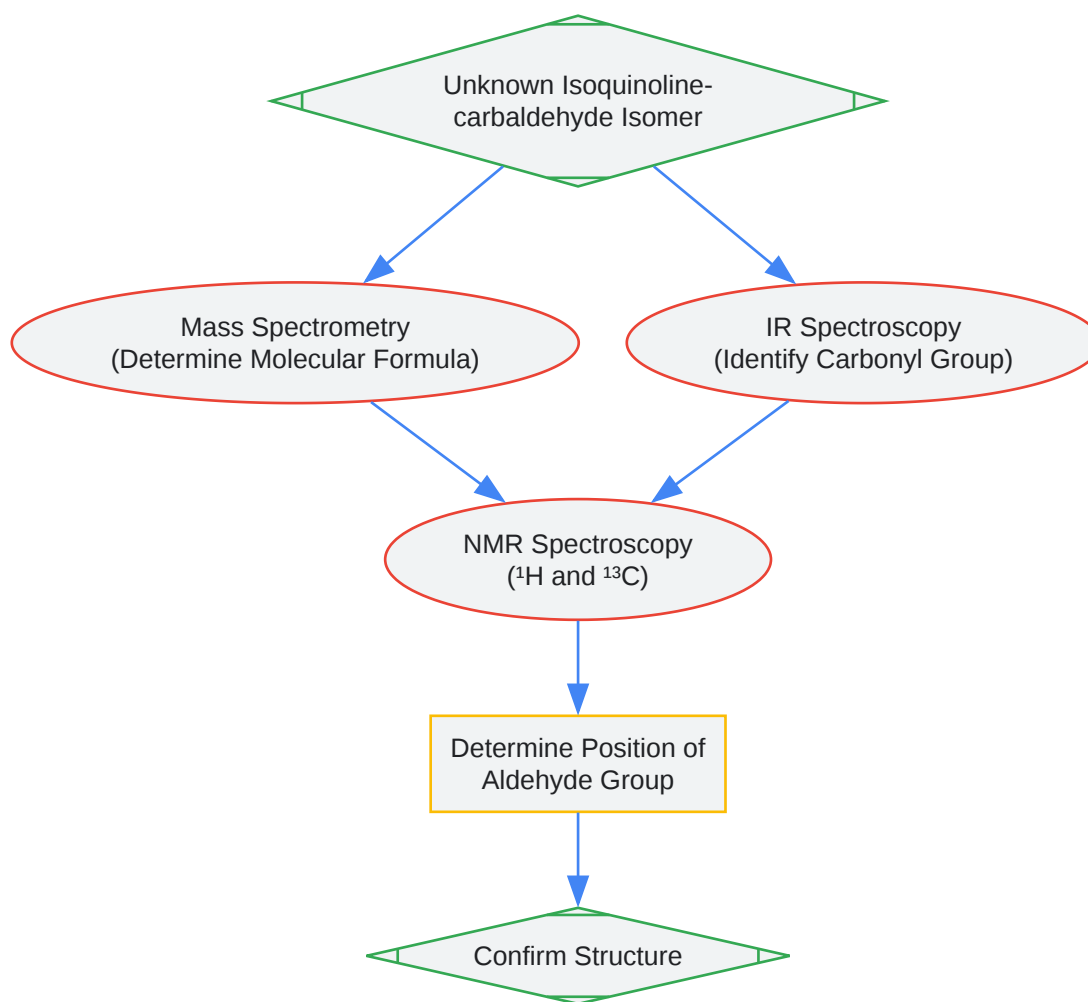 Unknown Isoquinoline-
carbaldehyde Isomer
Mass Spectrometry
(Determine Molecular Formula)
IR Spectroscopy
(Identify Carbonyl Group)
NMR Spectroscopy
(¹H and ¹³C)
Determine Position of
Aldehyde Group
Confirm Structure